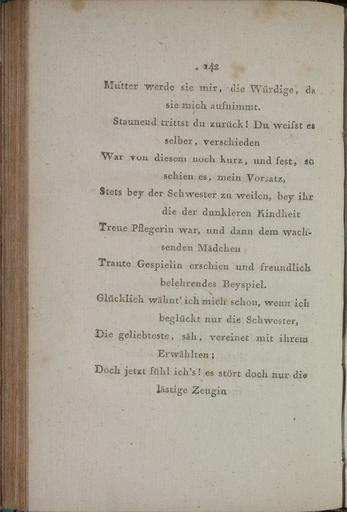 142
Mutter werde sie mir, die Würdige, da
sie mich aufnimmt.
Staunend trittst du zurück! Du weifst es
selber, verschieden
War von diesem noch kurz, und fest, so
schien es, mein Vorsatz,
Stets bey der Schwester zu weilen, bey ihr
die der dunkleren Kindheit
Treue Pflegerin war, und dann dem wach-
senden Mädchen
Traute Gespielin erschien und freundlich
belehrendes Beyspiel.
Glücklich wähnt' ich mich schon, wenn ich
beglückt nur die Schwester,
Die geliebteste, säh, vereinet mit ihrem
Erwählten;
Doch jetzt fühl ich's! es stört doch nur die
lästige Zeugin